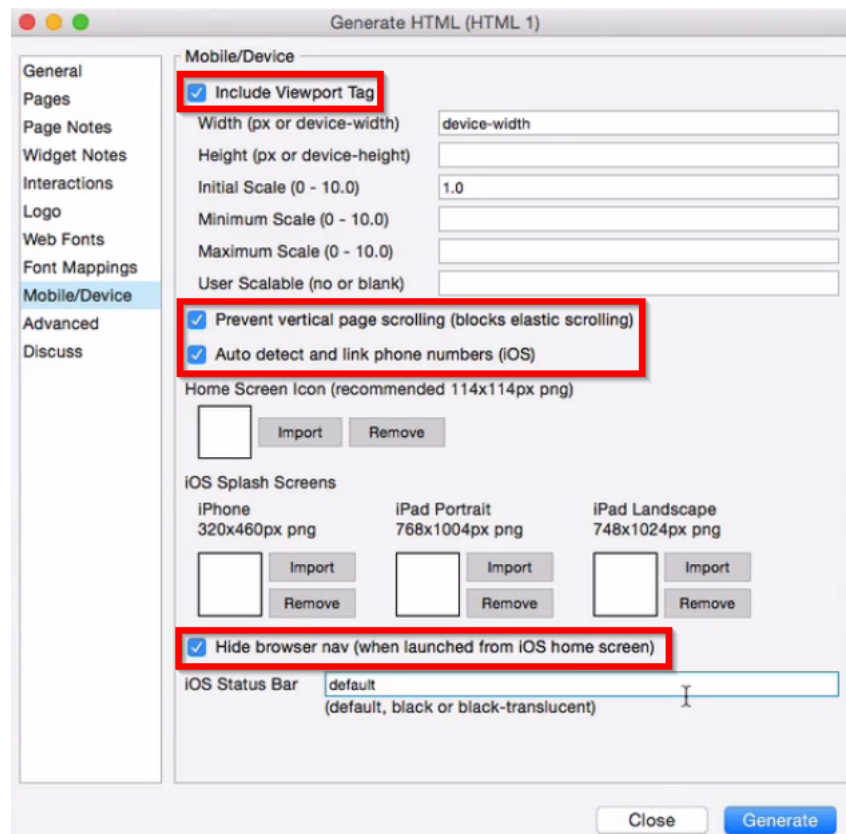 Generate HTML (HTML 1)
General
Pages
Page Notes
Widget Notes
Interactions
Logo
Web Fonts
Font Mappings
Mobile/Device
Advanced
Discuss
Mobile/Device
Include Viewport Tag
Width (px or device-width) device-width
Height (px or device-height)
Initial Scale (0 - 10.0) 1.0
Minimum Scale (0 - 10.0)
Maximum Scale (0 - 10.0)
User Scalable (no or blank)
Prevent vertical page scrolling (blocks elastic scrolling)
Auto detect and link phone numbers (iOS)
Home Screen Icon (recommended 114x114px png)
Import Remove
iOS Splash Screens
iPhone iPad Portrait iPad Landscape
320x460px png 768x1004px png 748x1024px png
Import Import Import
Remove Remove Remove
Hide browser nav (when launched from iOS home screen)
iOS Status Bar default
(default, black or black-translucent)
Close Generate